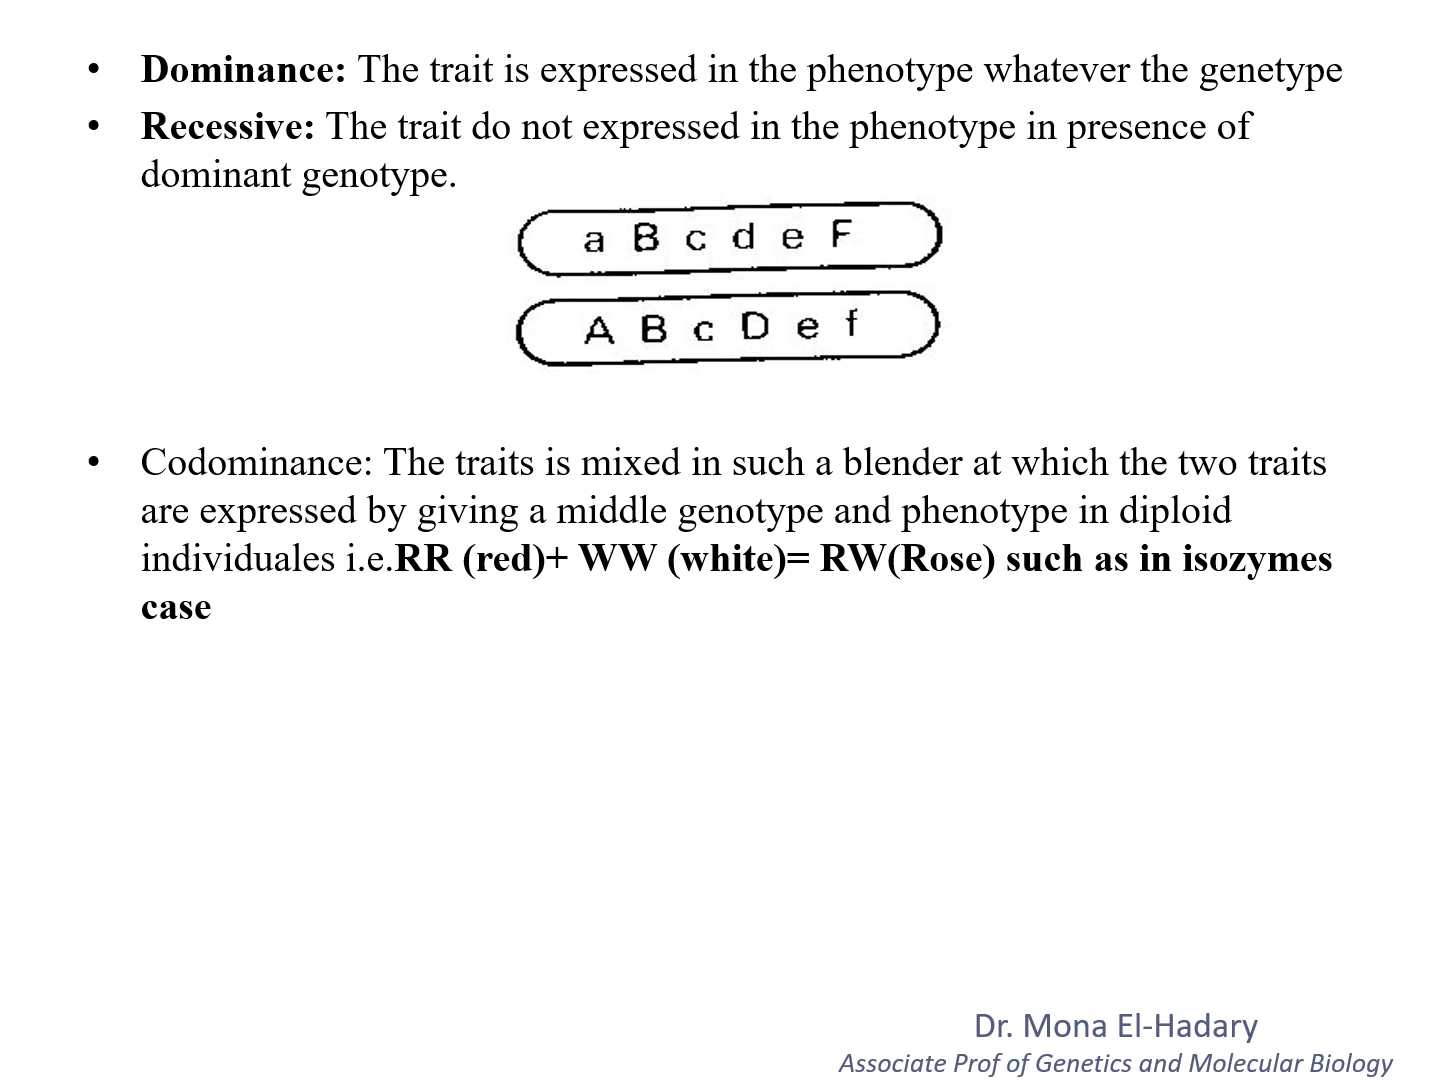 • Dominance: The trait is expressed in the phenotype whatever the genetype
• Recessive: The trait do not expressed in the phenotype in presence of
dominant genotype.
a B c d e F
A B c D e f
• Codominance: The traits is mixed in such a blender at which the two traits
are expressed by giving a middle genotype and phenotype in diploid
individuales i.e.RR (red)+ WW (white)= RW(Rose) such as in isozymes
case
Dr. Mona El-Hadary
Associate Prof of Genetics and Molecular Biology